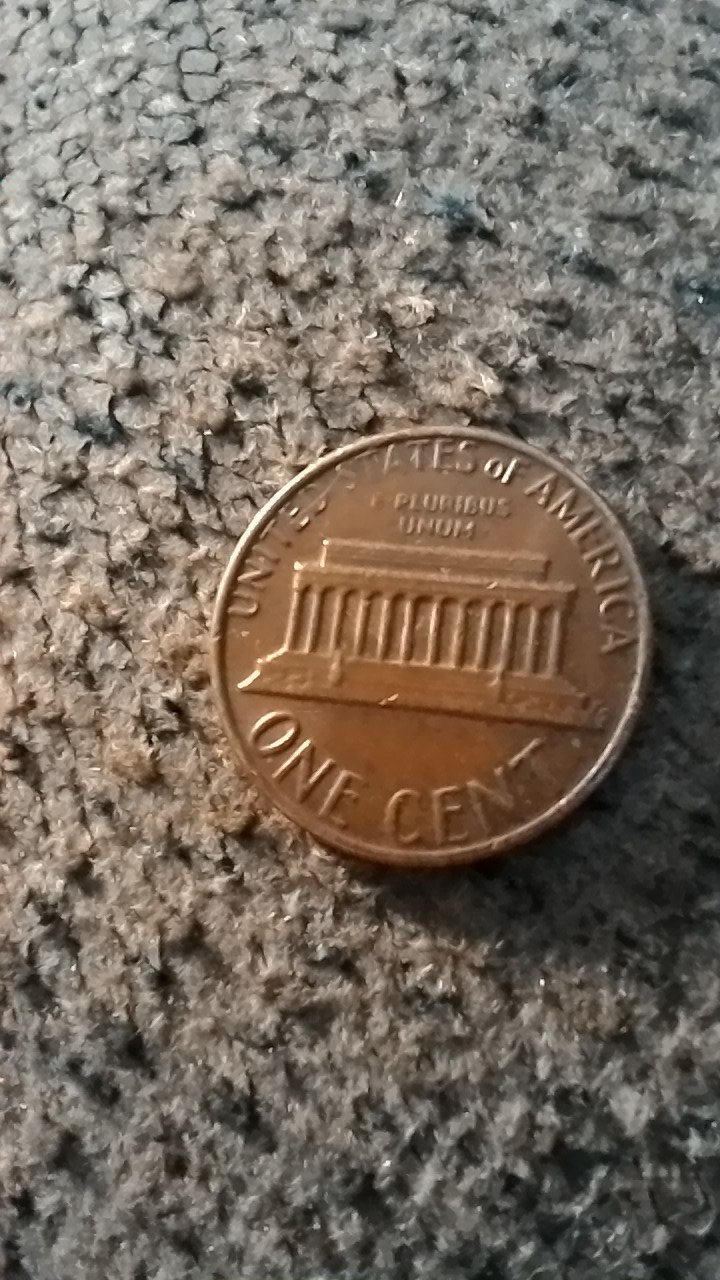 UNITED STATES oF AMERICA
E PLURIBUS
UNUM
ONE CENT